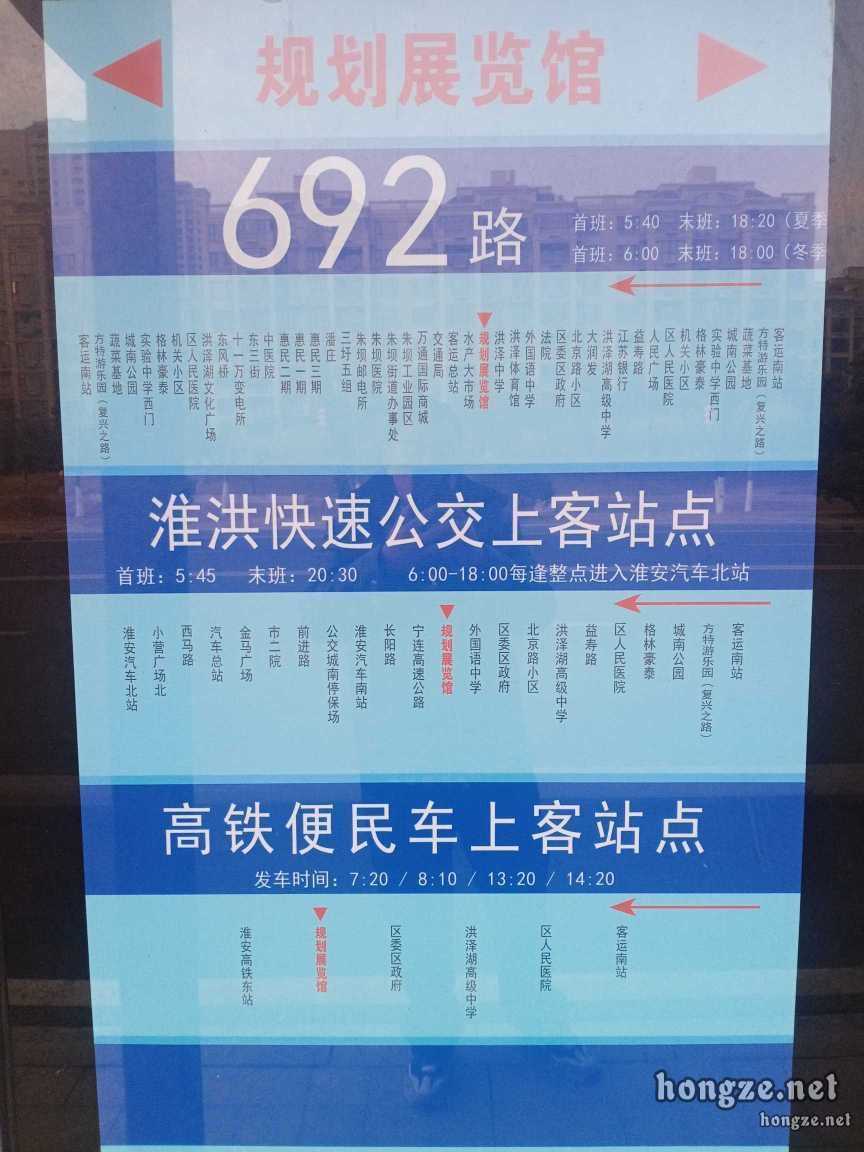 规划展览馆
692路
首班：5:40 末班：18:20（夏季
首班：6:00 末班：18:00（冬季
客运南站
方特游乐园（复兴之路）
蔬菜基地
城南公园
实验中学西门
格林豪泰
机关小区
区人民医院
洪泽湖文化广场
东风桥
十一万变电所
东三街
中医院
惠民二期
惠民一期
惠民三期
潘庄
三圩五组
朱坝邮电所
朱坝医院
朱坝街道办事处
朱坝工业园区
万通国际商城
交通局
客运总站
水产大市场
规划展览馆
洪泽中学
洪泽体育馆
外国语中学
法院
区委区政府
北京路小区
大润发
洪泽湖高级中学
江苏银行
益寿路
人民广场
区人民医院
机关小区
格林豪泰
实验中学西门
城南公园
蔬菜基地
方特游乐园（复兴之路）
客运南站
淮洪快速公交上客站点
首班：5:45 末班：20:30 6:00-18:00每逢整点进入淮安汽车北站
淮安汽车北站
小营广场北
西马路
汽车总站
金马广场
市二院
前进路
公交城南停保场
淮安汽车南站
长阳路
宁连高速公路
规划展览馆
外国语中学
区委区政府
北京路小区
洪泽湖高级中学
益寿路
区人民医院
格林豪泰
城南公园
方特游乐园（复兴之路）
客运南站
高铁便民车上客站点
发车时间：7:20 / 8:10 / 13:20 / 14:20
淮安高铁东站
规划展览馆
区委区政府
洪泽湖高级中学
区人民医院
客运南站
hongze.net
hongze.net